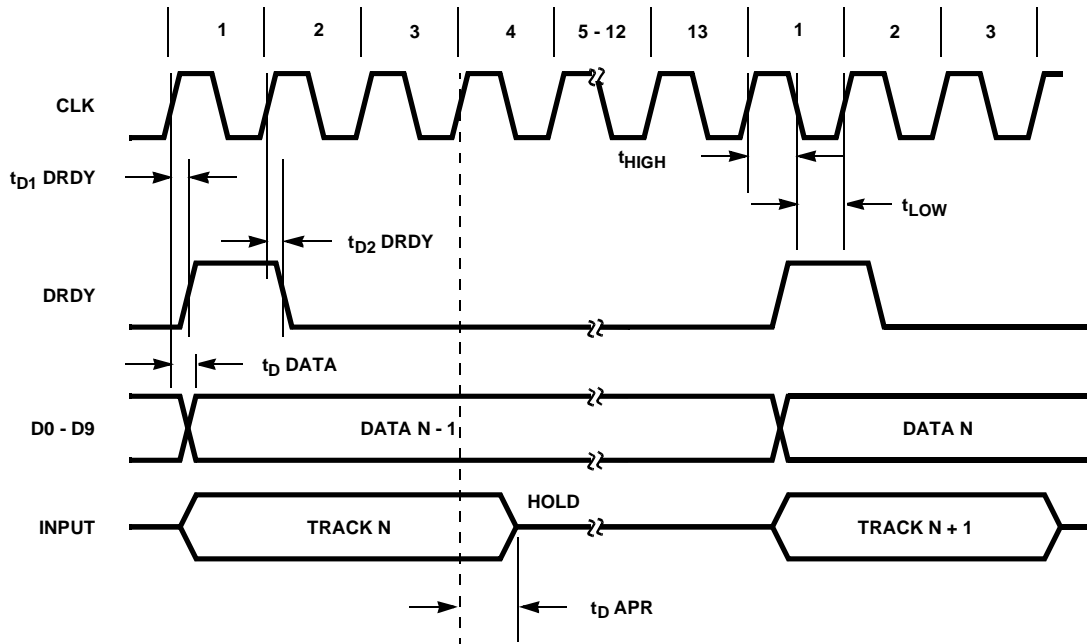 1 2 3 4 5 - 12 13 1 2 3
CLK
tHIGH
tD1 DRDY
tLOW
tD2 DRDY
DRDY
tD DATA
D0 - D9 DATA N - 1 DATA N
HOLD
INPUT TRACK N TRACK N + 1
tD APR